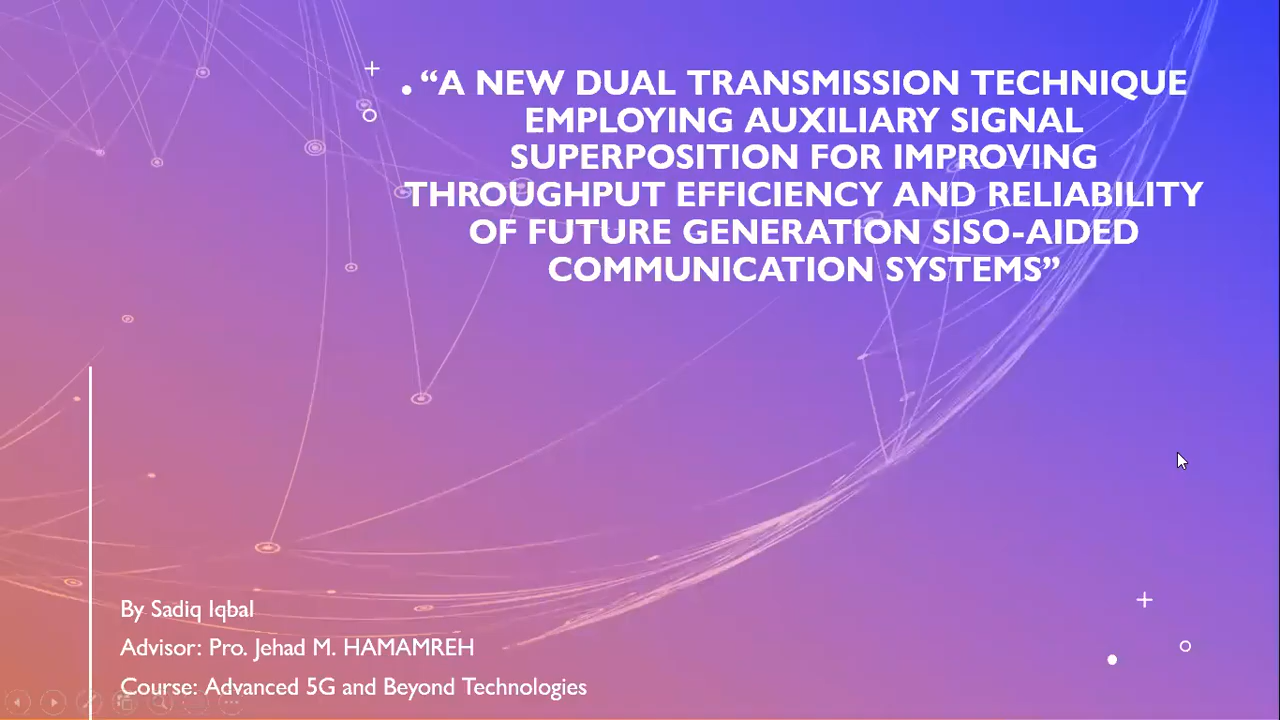 • “A NEW DUAL TRANSMISSION TECHNIQUE
EMPLOYING AUXILIARY SIGNAL
SUPERPOSITION FOR IMPROVING
THROUGHPUT EFFICIENCY AND RELIABILITY
OF FUTURE GENERATION SISO-AIDED
COMMUNICATION SYSTEMS”
By Sadiq Iqbal
Advisor: Pro. Jehad M. HAMAMREH
Course: Advanced 5G and Beyond Technologies